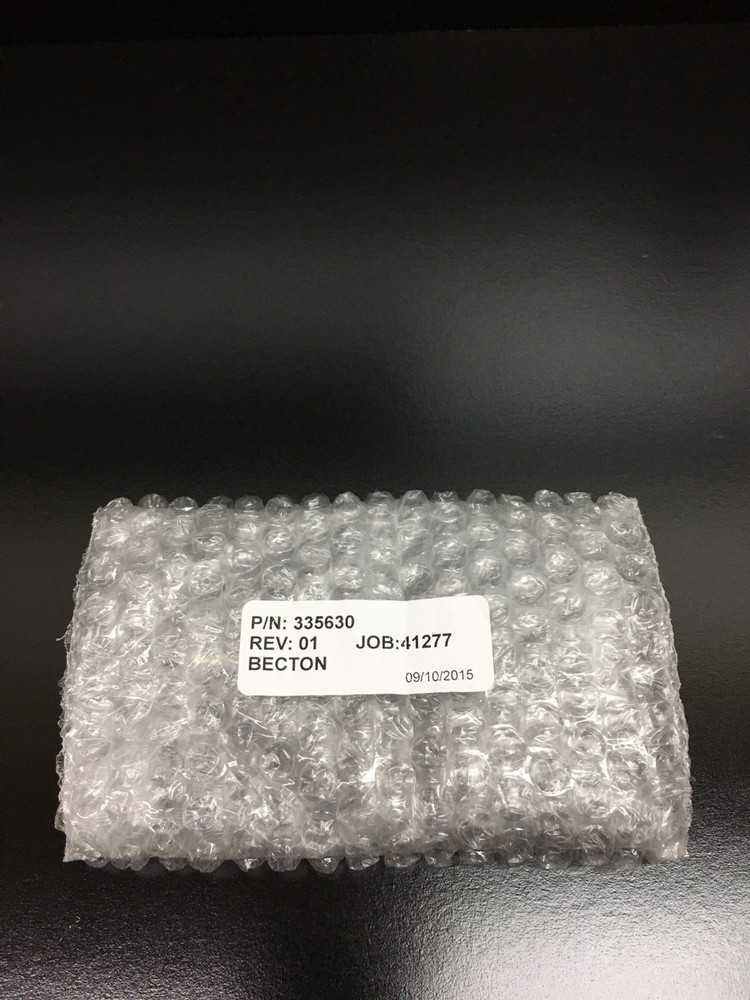 P/N: 335630
REV: 01 JOB:41277
BECTON
09/10/2015